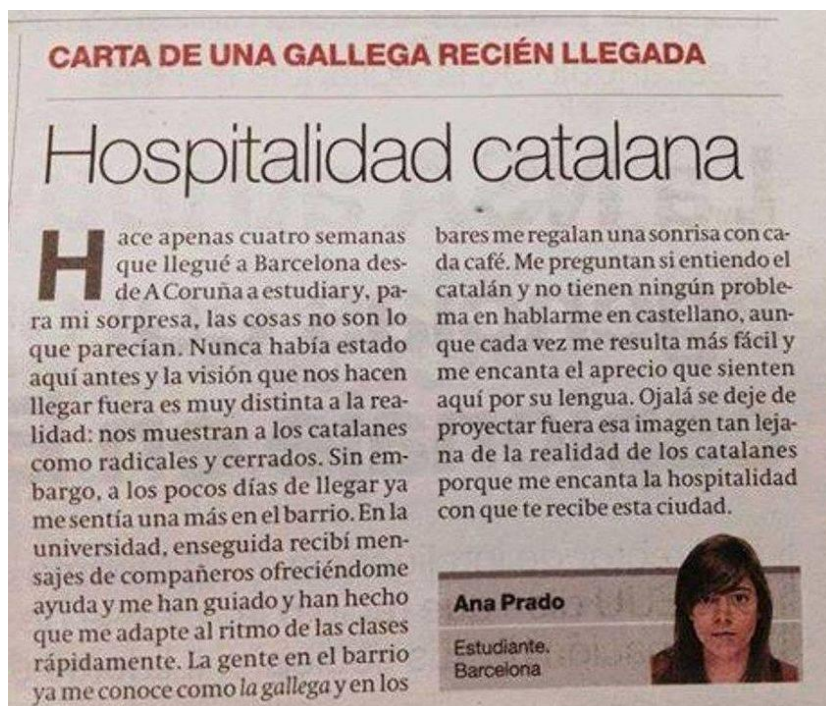 CARTA DE UNA GALLEGA RECIÉN LLEGADA
Hospitalidad catalana
Hace apenas cuatro semanas
que llegué a Barcelona des-
de A Coruña a estudiar y, pa-
ra mi sorpresa, las cosas no son lo
que parecían. Nunca había estado
aquí antes y la visión que nos hacen
llegar fuera es muy distinta a la rea-
lidad: nos muestran a los catalanes
como radicales y cerrados. Sin em-
bargo, a los pocos días de llegar ya
me sentía una más en el barrio. En la
universidad, enseguida recibí men-
sajes de compañeros ofreciéndome
ayuda y me han guiado y han hecho
que me adapte al ritmo de las clases
rápidamente. La gente en el barrio
ya me conoce como la gallega y en los
bares me regalan una sonrisa con ca-
da café. Me preguntan si entiendo el
catalán y no tienen ningún proble-
ma en hablarme en castellano, aun-
que cada vez me resulta más fácil y
me encanta el aprecio que sienten
aquí por su lengua. Ojalá se deje de
proyectar fuera esa imagen tan leja-
na de la realidad de los catalanes
porque me encanta la hospitalidad
con que te recibe esta ciudad.
Ana Prado
Estudiante.
Barcelona